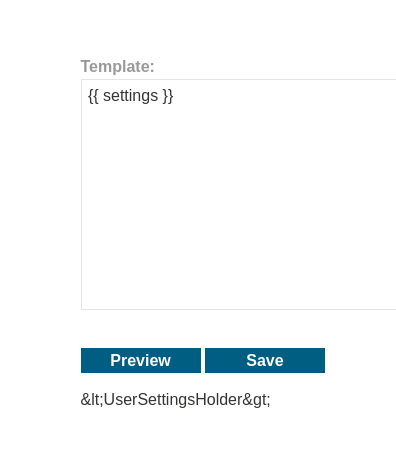 Template:
{{ settings }}
Preview
Save
&lt;UserSettingsHolder&gt;